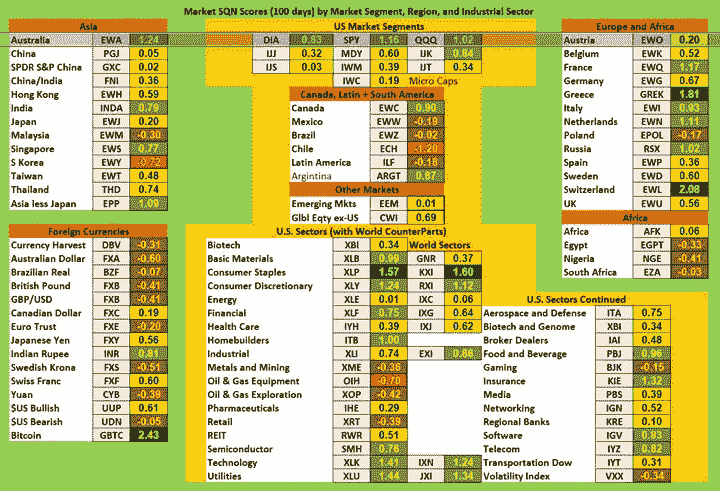 Market SQN Scores (100 days) by Market Segment, Region, and Industrial Sector
Asia
Australia EWA 1.24
China PGJ 0.05
SPDR S&P China GXC 0.02
China/India FNI 0.36
Hong Kong EWH 0.59
India INDA 0.79
Japan EWJ 0.20
Malaysia EWM -0.30
Singapore EWS 0.77
S Korea EWY -0.72
Taiwan EWT 0.48
Thailand THD 0.74
Asia less Japan EPP 1.09
US Market Segments
DIA 0.83 SPY QQQ 1.02
IJJ 0.32 MDY 0.60 IJK 0.84
IJS 0.03 IWM 0.39 IJT 0.34
IWC 0.19 Micro Caps
Canada, Latin + South America
Canada EWC 0.90
Mexico EWW -0.19
Brazil EWZ -0.02
Chile ECH -1.20
Latin America ILF -0.18
Argintina ARGT 0.87
Other Markets
Emerging Mkts EEM 0.01
Glbl Eqty ex-US CWI 0.69
Europe and Africa
Austria EWO 0.20
Belgium EWK 0.52
France EWQ 1.17
Germany EWG 0.67
Greece GREK 1.81
Italy EWI 0.93
Netherlands EWN 1.11
Poland EPOL -0.17
Russia RSX 1.02
Spain EWP 0.36
Sweden EWD 0.60
Switzerland EWL 2.08
UK EWU 0.56
Africa
Africa AFK 0.06
Egypt EGPT -0.33
Nigeria NGE -0.41
South Africa EZA -0.03
Foreign Currencies
Currency Harvest DBV -0.31
Australian Dollar FXA -0.60
Brazilian Real BZF -0.07
British Pound FXB -0.41
GBP/USD FXB -0.41
Canadian Dollar FXC 0.19
Euro Trust FXE -0.20
Japanese Yen FXY 0.56
Indian Rupee INR 0.81
Swedish Krona FXS -0.51
Swiss Franc FXF 0.60
Yuan CYB -0.39
$US Bullish UUP 0.61
$US Bearish UDN -0.05
Bitcoin GBTC 2.43
U.S. Sectors (with World CounterParts)
Biotech XBI 0.34 World Sectors
Basic Materials XLB 0.99 GNR 0.37
Consumer Staples XLP 1.57 KXI 1.60
Consumer Discretionary XLY 1.24 RXI 1.12
Energy XLE 0.01 IXC 0.06
Financial XLF 0.75 IXG 0.64
Health Care IYH 0.39 IXJ 0.62
Homebuilders ITB 1.00
Industrial XLI 0.74 EXI 0.86
Metals and Mining XME -0.36
Oil & Gas Equipment OIH -0.70
Oil & Gas Exploration XOP -0.42
Pharmaceuticals IHE 0.29
Retail XRT -0.39
REIT RWR 0.51
Semiconductor SMH 0.76
Technology XLK 1.41 IXN 1.24
Utilities XLU 1.44 JXI 1.34
U.S. Sectors Continued
Aerospace and Defense ITA 0.75
Biotech and Genome XBI 0.34
Broker Dealers IAI 0.48
Food and Beverage PBJ 0.96
Gaming BJK -0.15
Insurance KIE 1.32
Media PBS 0.39
Networking IGN 0.52
Regional Banks KRE 0.10
Software IGV 0.83
Telecom IYZ 0.82
Transportation Dow IYT 0.31
Volatility Index VXX -0.34